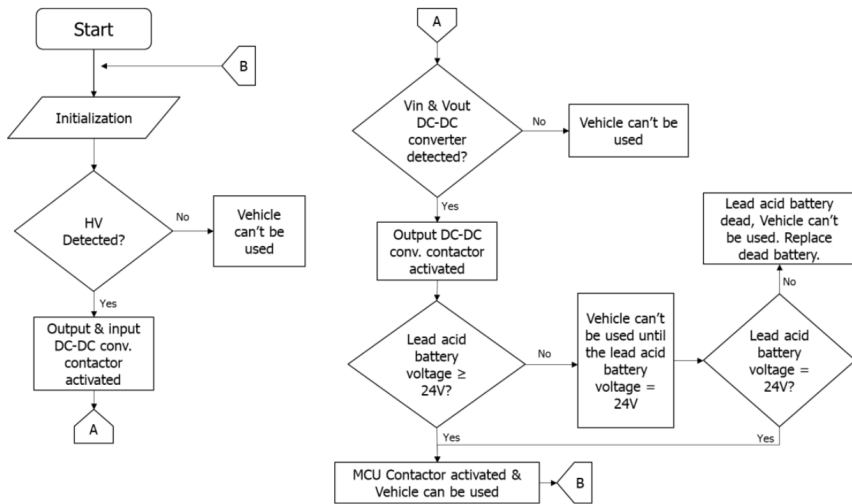 Start
B
Initialization
HV
Detected?
No
Vehicle
can't be
used
Yes
Output & input
DC-DC conv.
contactor
activated
A
A
Vin & Vout
DC-DC
converter
detected?
No
Vehicle can't be
used
Yes
Output DC-DC
conv. contactor
activated
Lead acid
battery
voltage ≥
24V?
No
Vehicle can't
be used until
the lead acid
battery
voltage =
24V
Lead acid
battery
voltage =
24V?
No
Lead acid battery
dead, Vehicle can't
be used. Replace
dead battery.
Yes
Yes
MCU Contactor activated &
Vehicle can be used
B